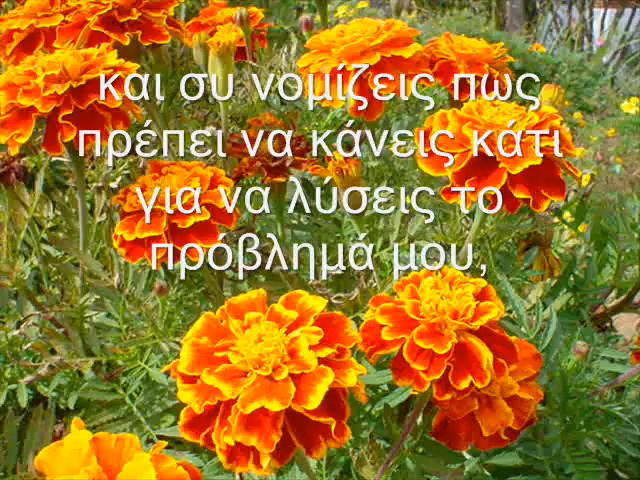 και συ νομίζεις πως
πρέπει να κάνεις κάτι
για να λύσεις το
πρόβλημά μου,